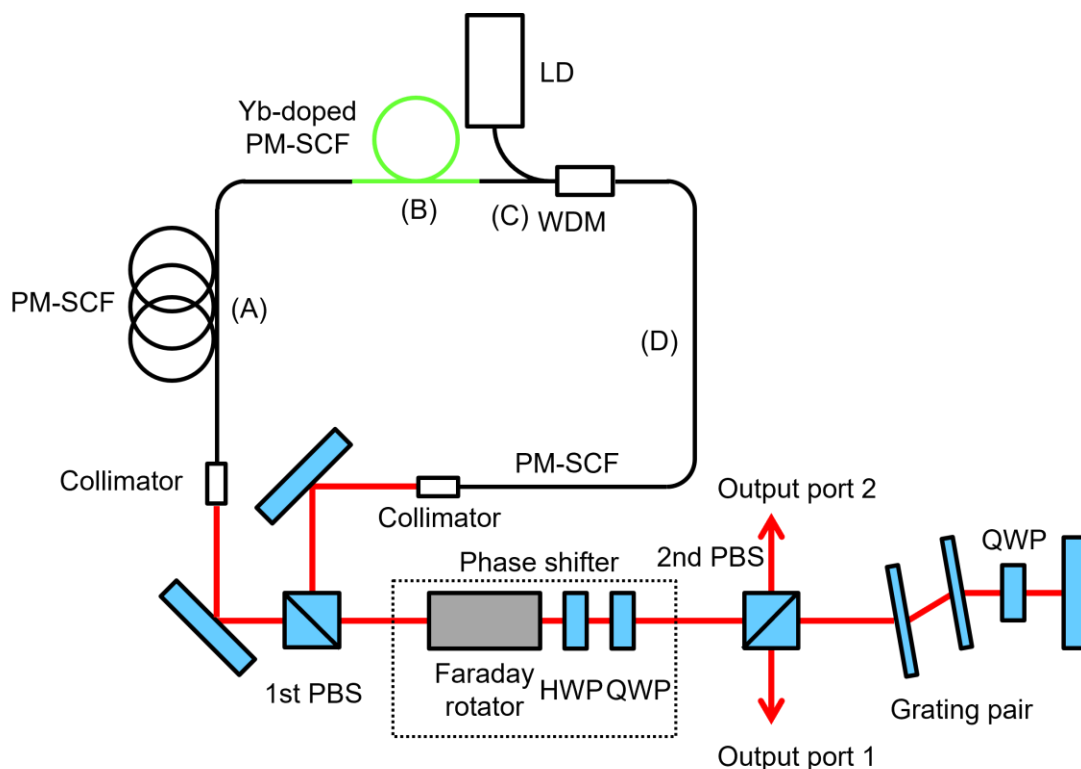 LD
Yb-doped
PM-SCF
(B)
(C)
WDM
PM-SCF
(A)
(D)
Collimator
PM-SCF
Collimator
Output port 2
Phase shifter
2nd PBS
QWP
1st PBS
Faraday
rotator
HWP
QWP
Grating pair
Output port 1